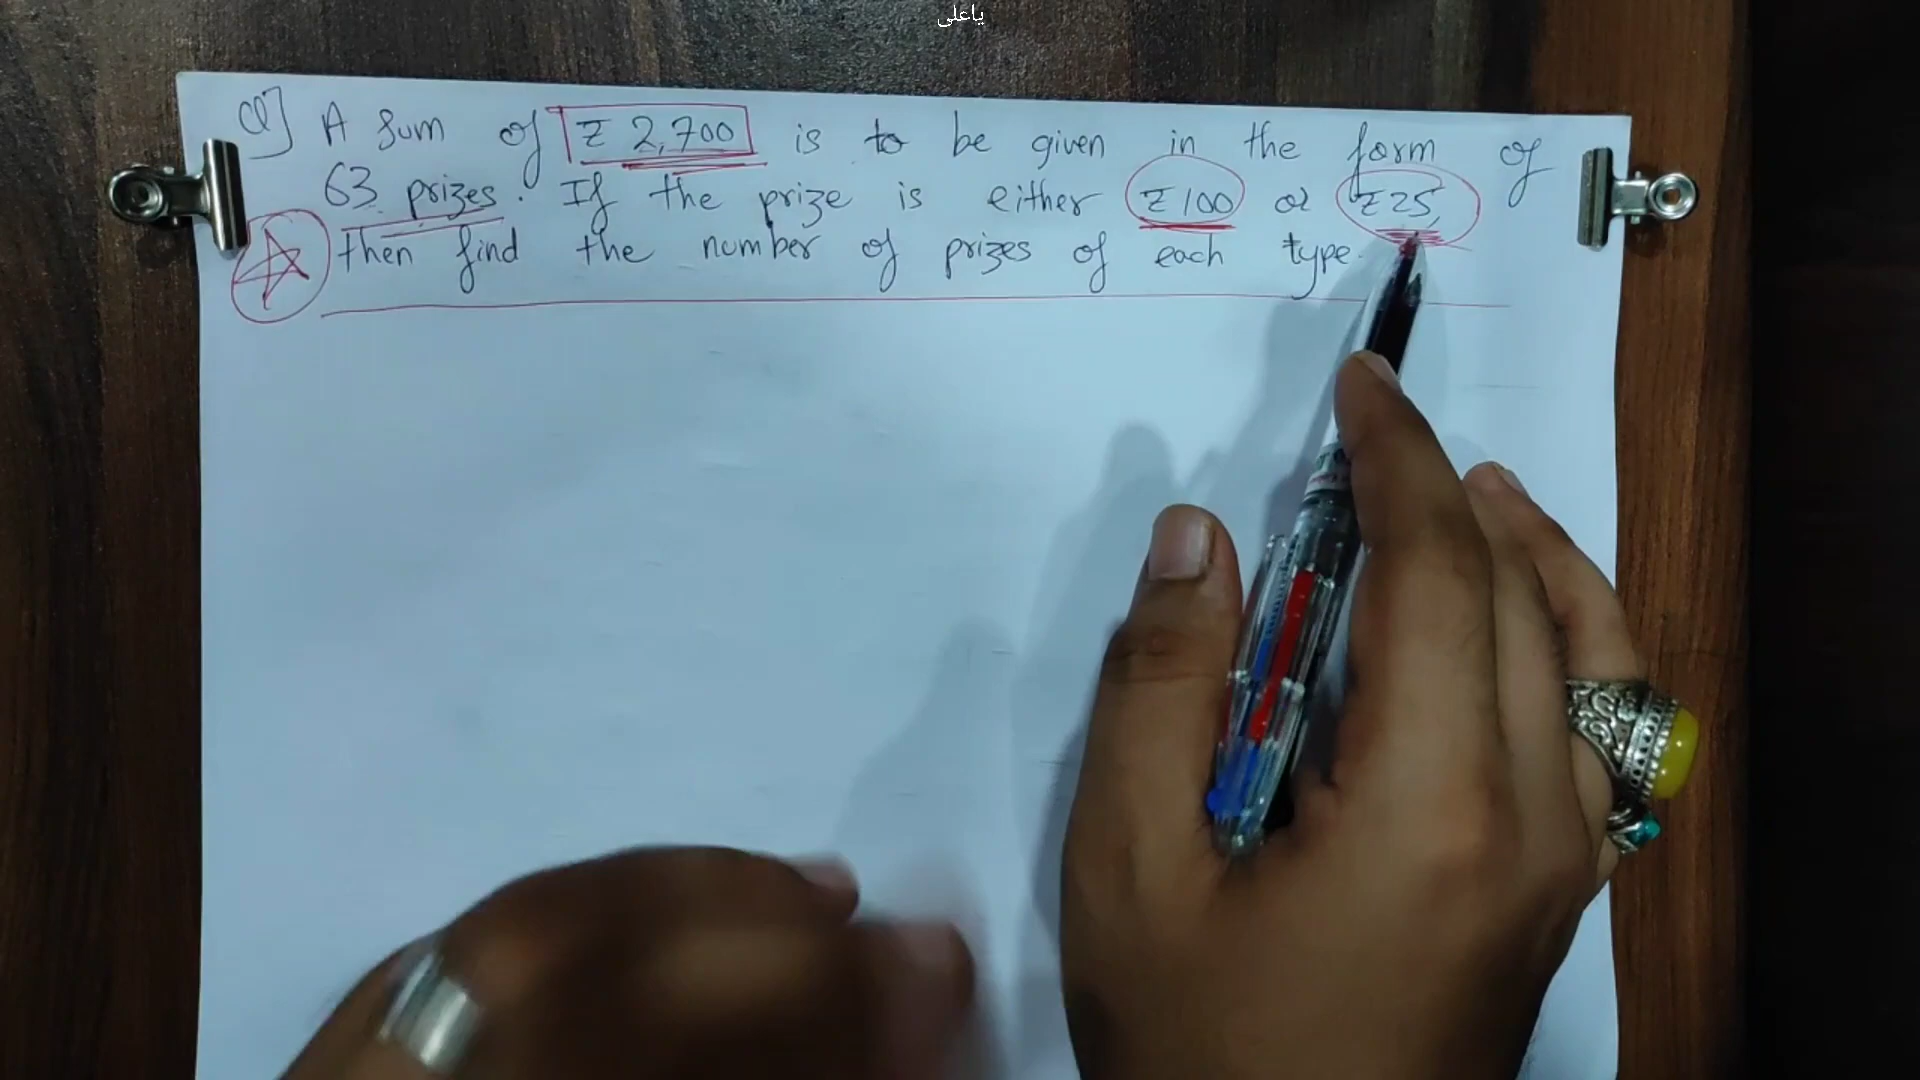 ياعلى
Q] A sum of ₹ 2,700 is to be given in the form of
63 prizes. If the prize is either ₹ 100 or ₹ 25,
then find the number of prizes of each type.